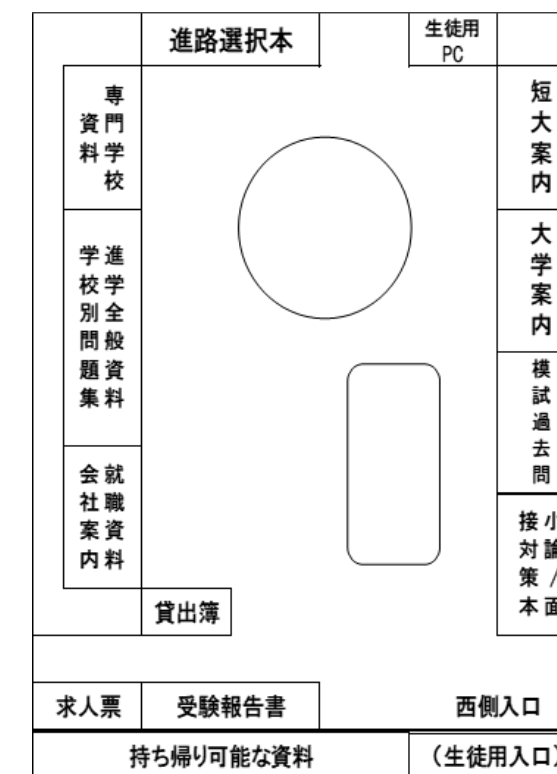 進路選択本
生徒用
PC
専門学校
資料
短大案内
進学全般資料
学校別問題集
大学案内
模試過去問
就職資料
会社案内
小論/面
接対策本
貸出簿
求人票
受験報告書
西側入口
持ち帰り可能な資料
(生徒用入口)